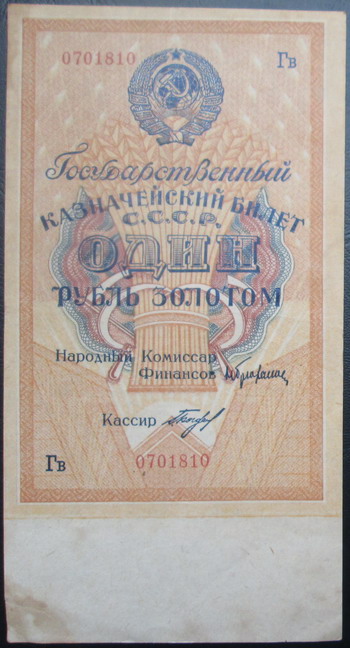 0701810 Гв
Государственный
КАЗНАЧЕЙСКИЙ БИЛЕТ
С.С.С.Р.
ОДИН
РУБЛЬ ЗОЛОТОМ
Народный Комиссар
Финансов
Кассир
Гв 0701810